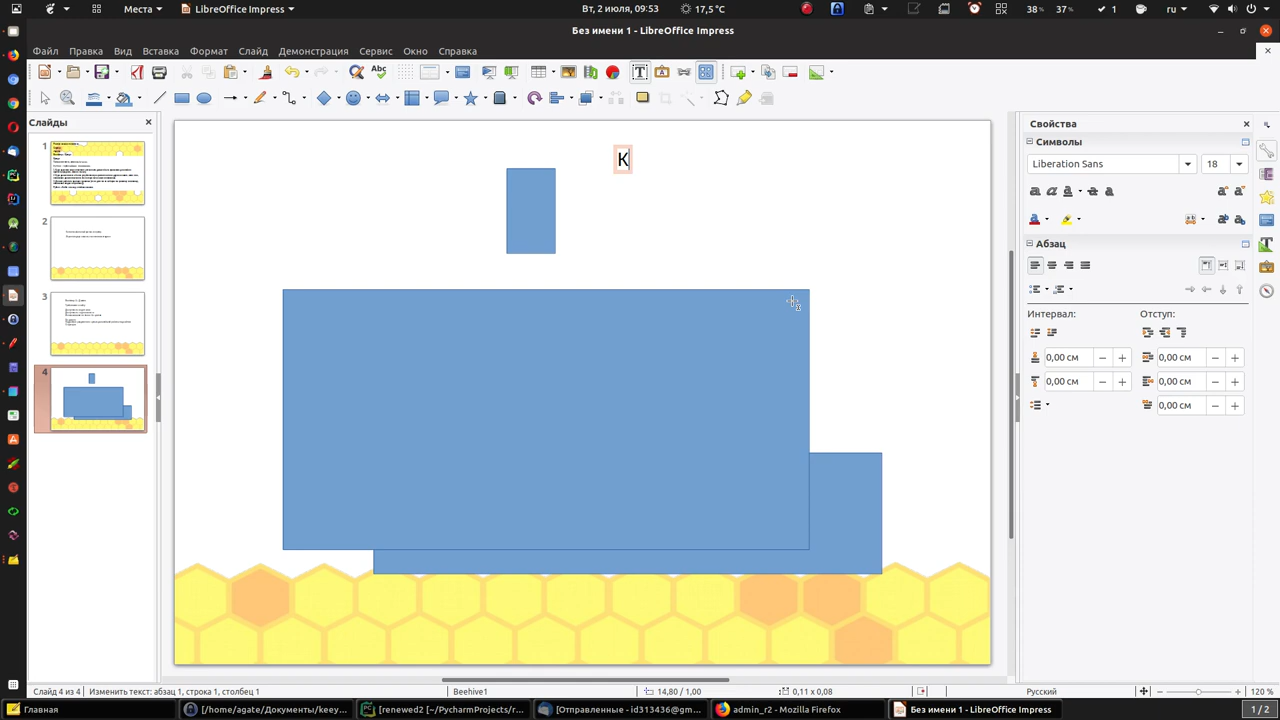 Места
LibreOffice Impress
Вт, 2 июля, 09:53
17,5°C
38 %
37%
1
ru
Без имени 1 - LibreOffice Impress
Файл Правка Вид Вставка Формат Слайд Демонстрация Сервис Окно Справка
Слайды
1
2
3
4
К
Свойства
Символы
Liberation Sans
18
Абзац
Интервал:
Отступ:
0,00 см
0,00 см
0,00 см
0,00 см
0,00 см
Слайд 4 из 4
Изменить текст: абзац 1, строка 1, столбец 1
Beehive1
14,80 / 1,00
0,11 x 0,08
Русский
120 %
Главная
[/home/agate/Документы/keey...
[renewed2 [~/PycharmProjects/r...
[Отправленные - id313436@gm...
admin_r2 - Mozilla Firefox
Без имени 1 - LibreOffice Impress
1 / 2